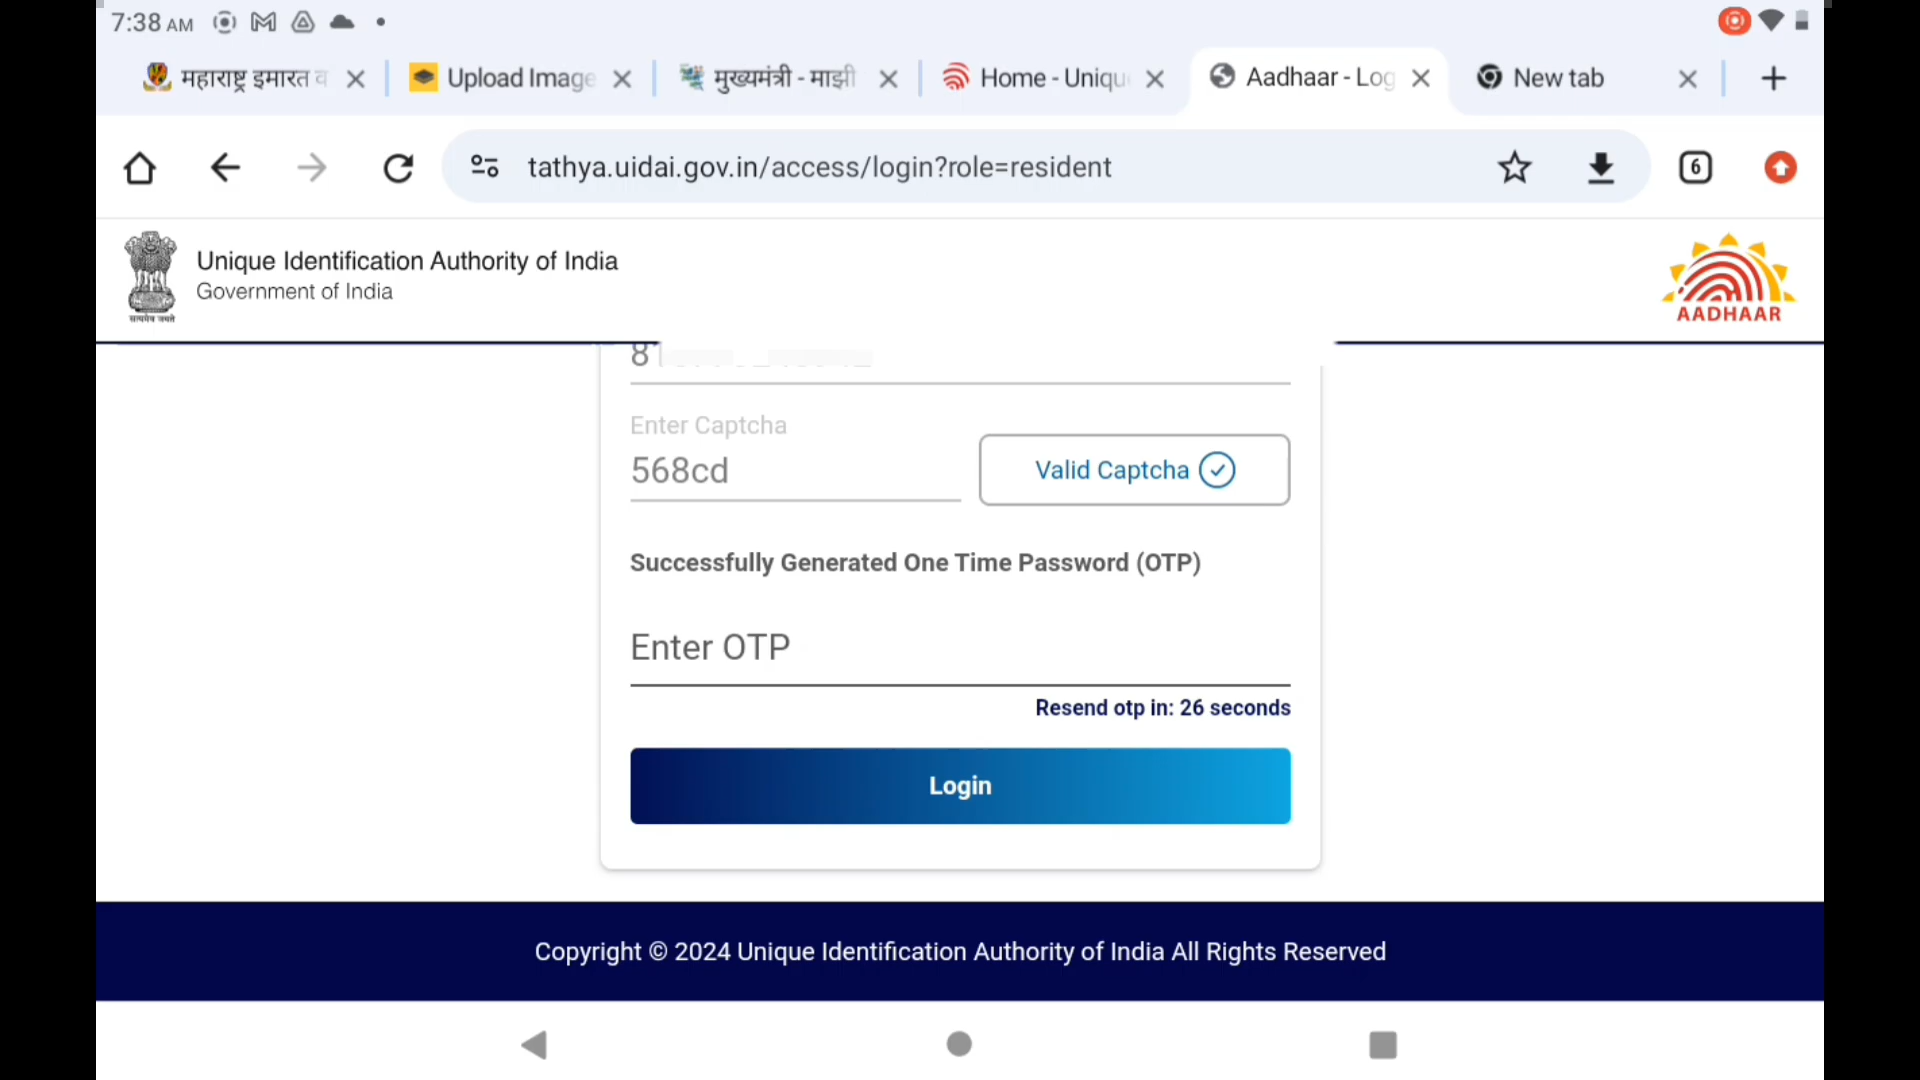 7:38 AM
महाराष्ट्र इमारत व
Upload Image
मुख्यमंत्री - माझी
Home - Uniqu
Aadhaar - Log
New tab
tathya.uidai.gov.in/access/login?role=resident
6
Unique Identification Authority of India
Government of India
सत्यमेव जयते
AADHAAR
Enter Captcha
568cd
Valid Captcha
Successfully Generated One Time Password (OTP)
Enter OTP
Resend otp in: 26 seconds
Login
Copyright © 2024 Unique Identification Authority of India All Rights Reserved